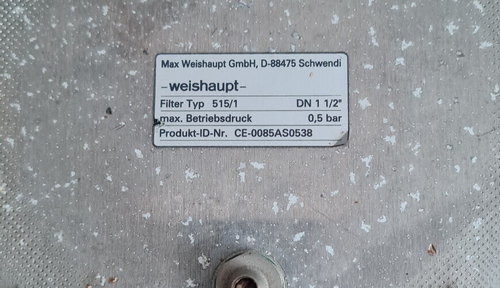 Max Weishaupt GmbH, D-88475 Schwendi
-weishaupt-
Filter Typ 515/1 DN 1 1/2"
max. Betriebsdruck 0,5 bar
Produkt-ID-Nr. CE-0085AS0538